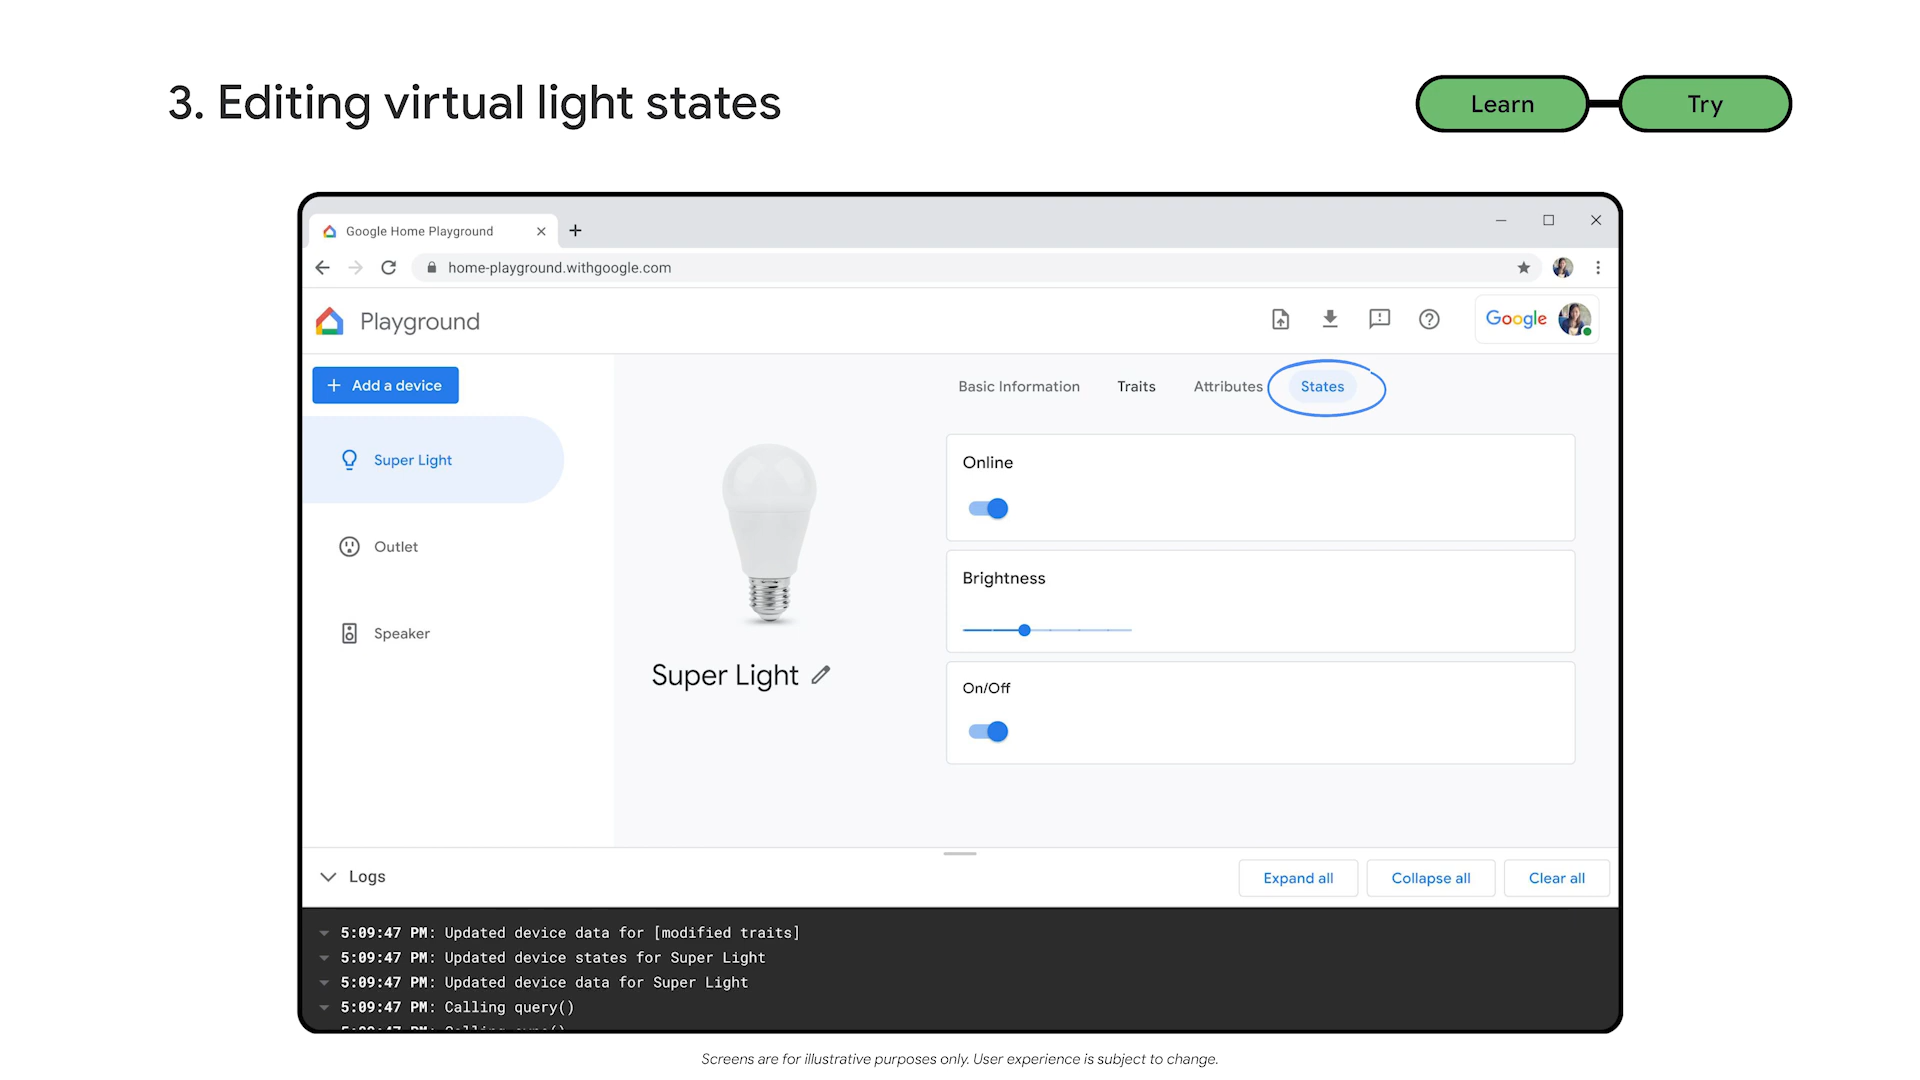 3. Editing virtual light states
Learn
Try
Google Home Playground
home-playground.withgoogle.com
Playground
Google
Add a device
Basic Information
Traits
Attributes
States
Super Light
Outlet
Speaker
Super Light
Online
Brightness
On/Off
Logs
Expand all
Collapse all
Clear all
5:09:47 PM: Updated device data for [modified traits]
5:09:47 PM: Updated device states for Super Light
5:09:47 PM: Updated device data for Super Light
5:09:47 PM: Calling query()
Screens are for illustrative purposes only. User experience is subject to change.